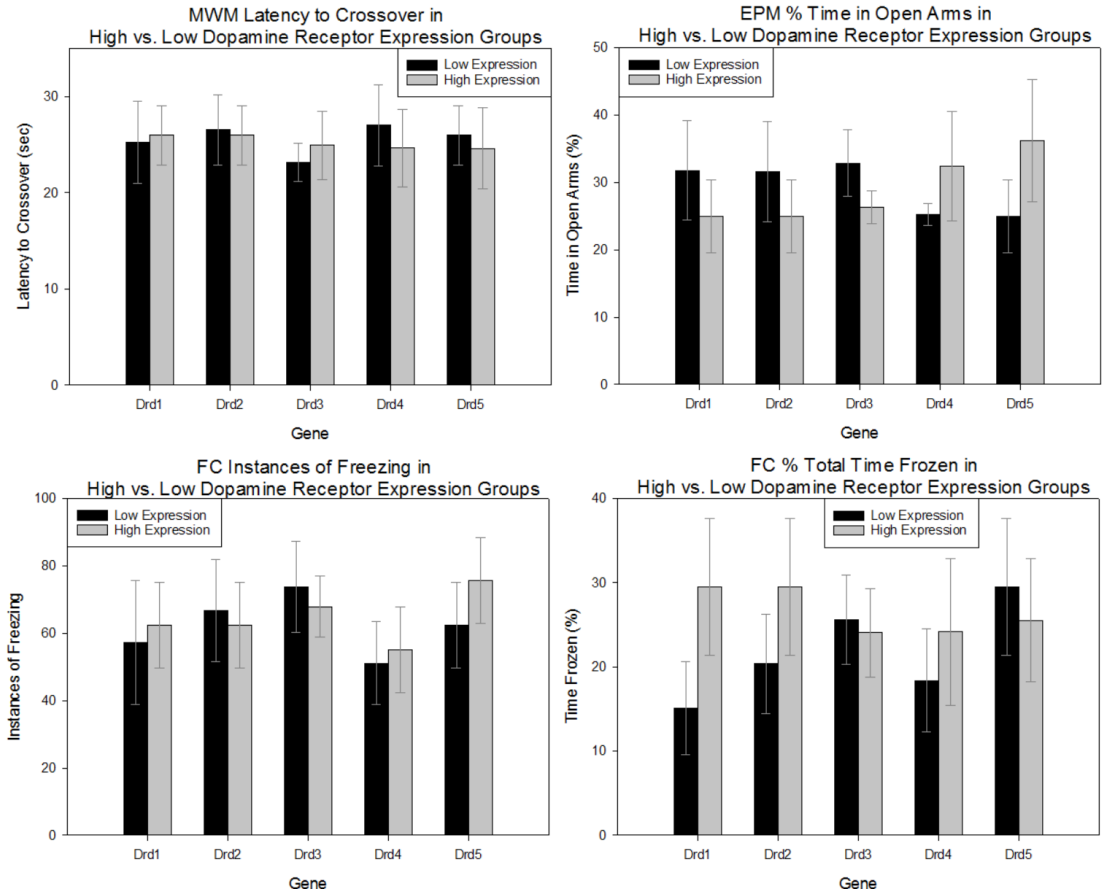 MWM Latency to Crossover in
High vs. Low Dopamine Receptor Expression Groups
Low Expression
High Expression
Latency to Crossover (sec)
30
20
10
0
Drd1 Drd2 Drd3 Drd4 Drd5
Gene
EPM % Time in Open Arms in
High vs. Low Dopamine Receptor Expression Groups
Low Expression
High Expression
Time in Open Arms (%)
50
40
30
20
10
0
Drd1 Drd2 Drd3 Drd4 Drd5
Gene
FC Instances of Freezing in
High vs. Low Dopamine Receptor Expression Groups
Low Expression
High Expression
Instances of Freezing
100
80
60
40
20
0
Drd1 Drd2 Drd3 Drd4 Drd5
Gene
FC % Total Time Frozen in
High vs. Low Dopamine Receptor Expression Groups
Low Expression
High Expression
Time Frozen (%)
40
30
20
10
0
Drd1 Drd2 Drd3 Drd4 Drd5
Gene